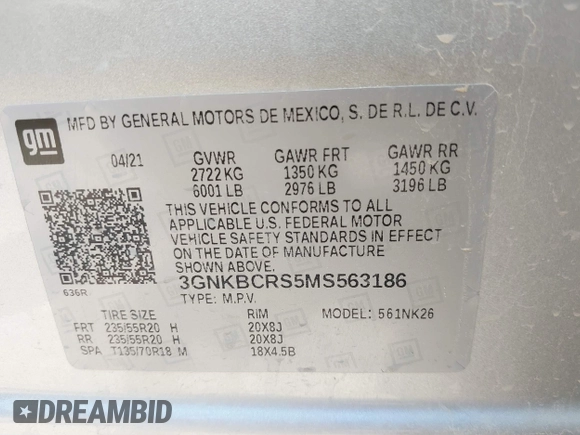 gm
MFD BY GENERAL MOTORS DE MEXICO, S. DE R.L. DE C.V.
04/21 GVWR GAWR FRT GAWR RR
2722 KG 1350 KG 1450 KG
6001 LB 2976 LB 3196 LB
THIS VEHICLE CONFORMS TO ALL
APPLICABLE U.S. FEDERAL MOTOR
VEHICLE SAFETY STANDARDS IN EFFECT
ON THE DATE OF MANUFACTURE
SHOWN ABOVE.
636R
3GNKBCRS5MS563186
TYPE: M.P.V.
TIRE SIZE RIM MODEL: 561NK26
FRT 235/55R20 H 20X8J
RR 235/55R20 H 20X8J
SPA T135/70R18 M 18X4.5B
DREAMBID